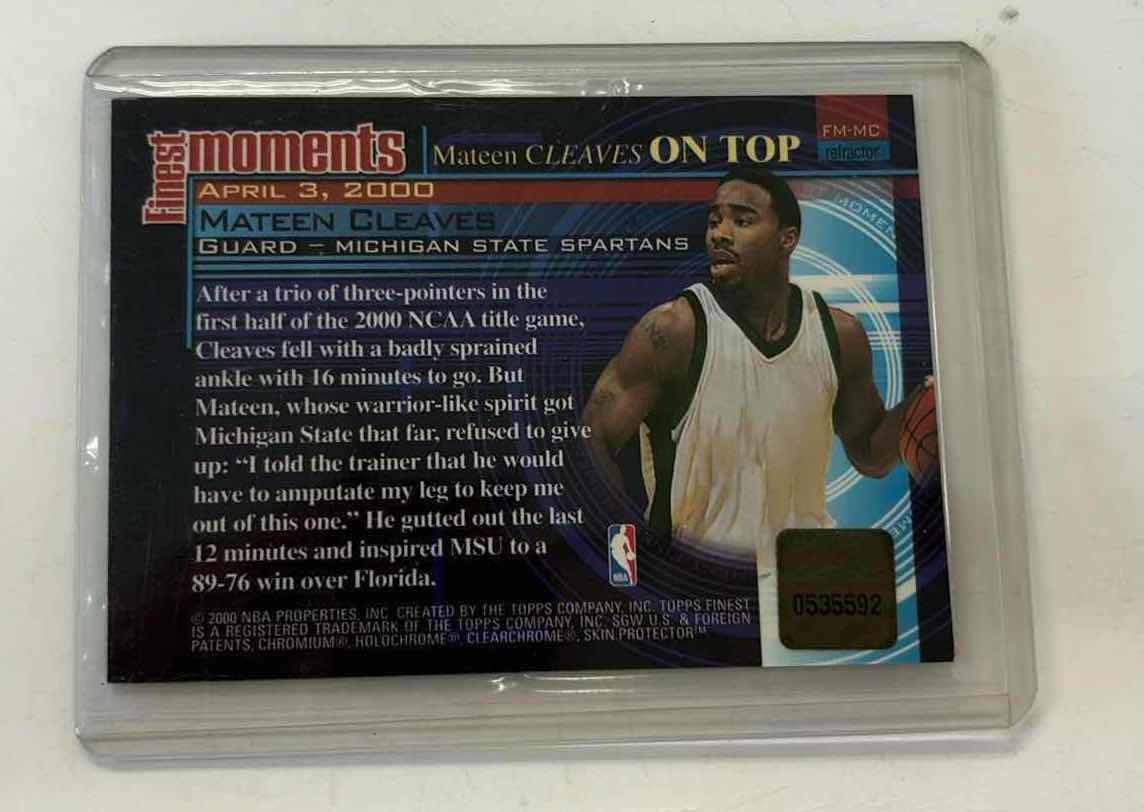 finest moments
Mateen CLEAVES ON TOP
FM-MC
refractor
APRIL 3, 2000
MATEEN CLEAVES
GUARD – MICHIGAN STATE SPARTANS
After a trio of three-pointers in the
first half of the 2000 NCAA title game,
Cleaves fell with a badly sprained
ankle with 16 minutes to go. But
Mateen, whose warrior-like spirit got
Michigan State that far, refused to give
up: “I told the trainer that he would
have to amputate my leg to keep me
out of this one.” He gutted out the last
12 minutes and inspired MSU to a
89-76 win over Florida.
NBA
0535592
© 2000 NBA PROPERTIES, INC. CREATED BY THE TOPPS COMPANY, INC. TOPPS FINEST
IS A REGISTERED TRADEMARK OF THE TOPPS COMPANY, INC. SGW U.S. & FOREIGN
PATENTS, CHROMIUM®, HOLOCHROME®, CLEARCHROME®, SKIN PROTECTOR™